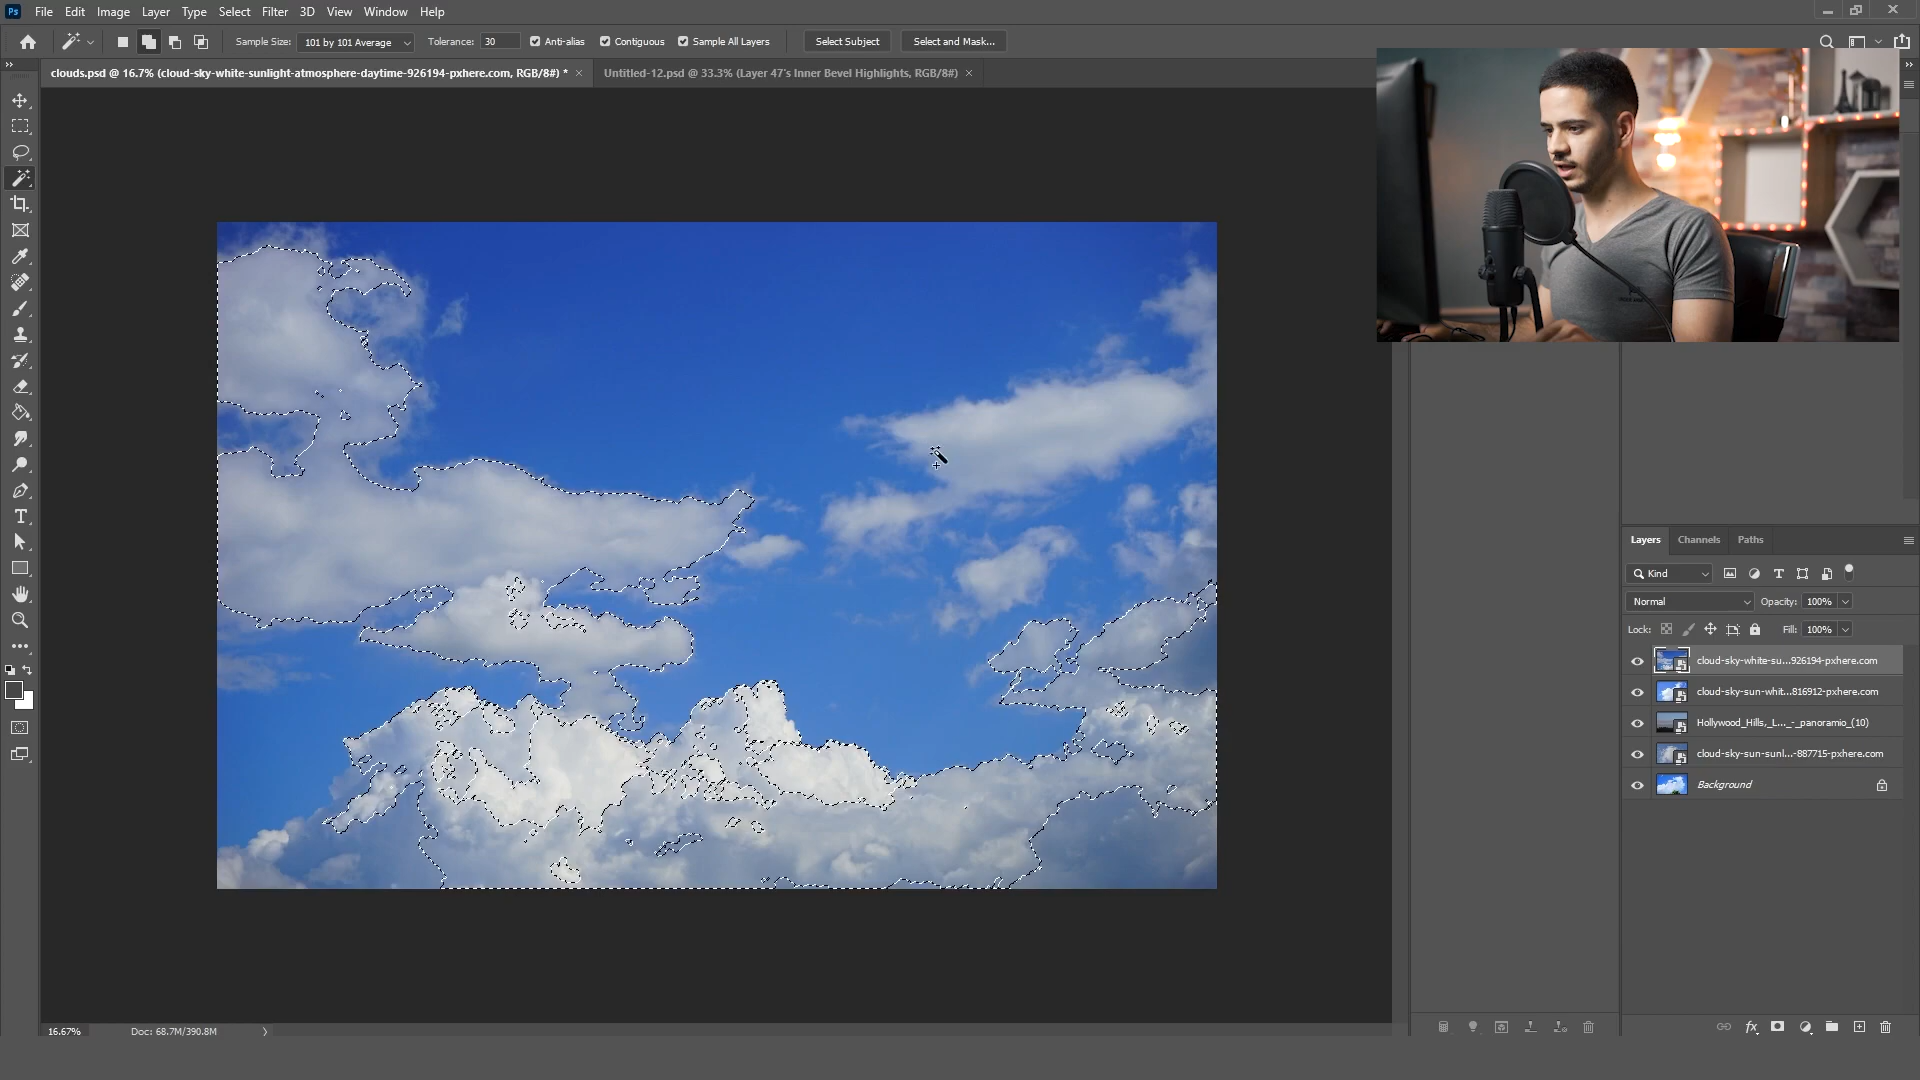 Ps File Edit Image Layer Type Select Filter 3D View Window Help
Sample Size: 101 by 101 Average Tolerance: 30 Anti-alias Contiguous Sample All Layers Select Subject Select and Mask...
clouds.psd @ 16.7% (cloud-sky-white-sunlight-atmosphere-daytime-926194-pxhere.com, RGB/8#) * × Untitled-12.psd @ 33.3% (Layer 47's Inner Bevel Highlights, RGB/8#) ×
Layers Channels Paths
Kind
Normal Opacity: 100%
Lock: Fill: 100%
cloud-sky-white-su...926194-pxhere.com
cloud-sky-sun-whit...816912-pxhere.com
Hollywood_Hills,_L..._-_panoramio_(10)
cloud-sky-sun-sunl...-887715-pxhere.com
Background
16.67% Doc: 68.7M/390.8M